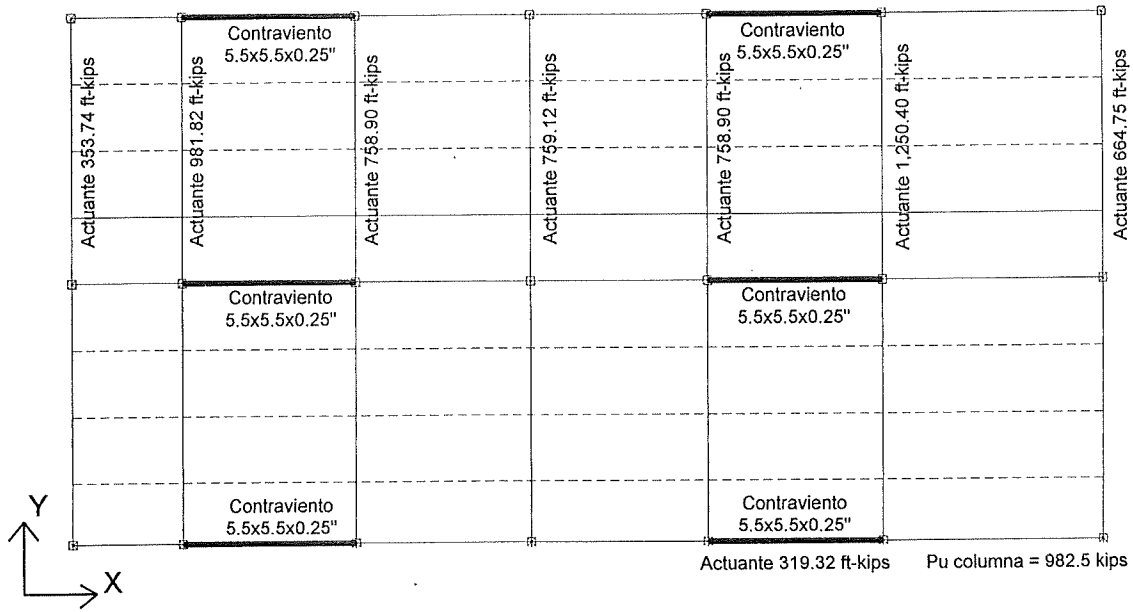 Contraviento
5.5x5.5x0.25"
Contraviento
5.5x5.5x0.25"
Actuante 353.74 ft-kips
Actuante 981.82 ft-kips
Actuante 758.90 ft-kips
Actuante 759.12 ft-kips
Actuante 758.90 ft-kips
Actuante 1,250.40 ft-kips
Actuante 664.75 ft-kips
Contraviento
5.5x5.5x0.25"
Contraviento
5.5x5.5x0.25"
Contraviento
5.5x5.5x0.25"
Contraviento
5.5x5.5x0.25"
Y
X
Actuante 319.32 ft-kips
Pu columna = 982.5 kips